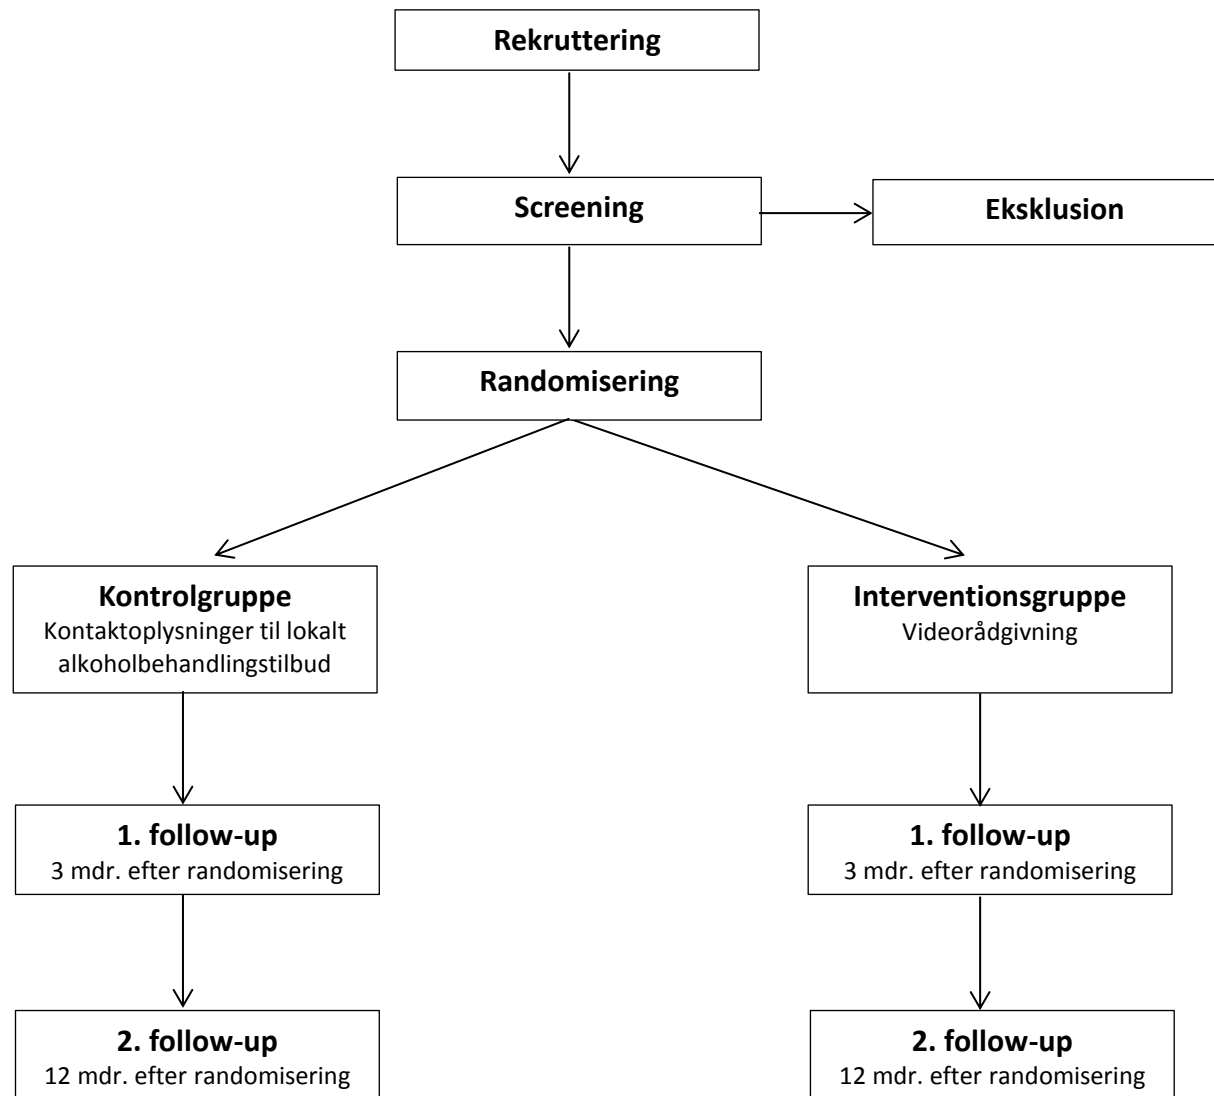 Rekruttering
Screening
Eksklusion
Randomisering
Kontrolgruppe
Kontaktoplysninger til lokalt
alkoholbehandlingstilbud
Interventionsgruppe
Videorådgivning
1. follow-up
3 mdr. efter randomisering
1. follow-up
3 mdr. efter randomisering
2. follow-up
12 mdr. efter randomisering
2. follow-up
12 mdr. efter randomisering